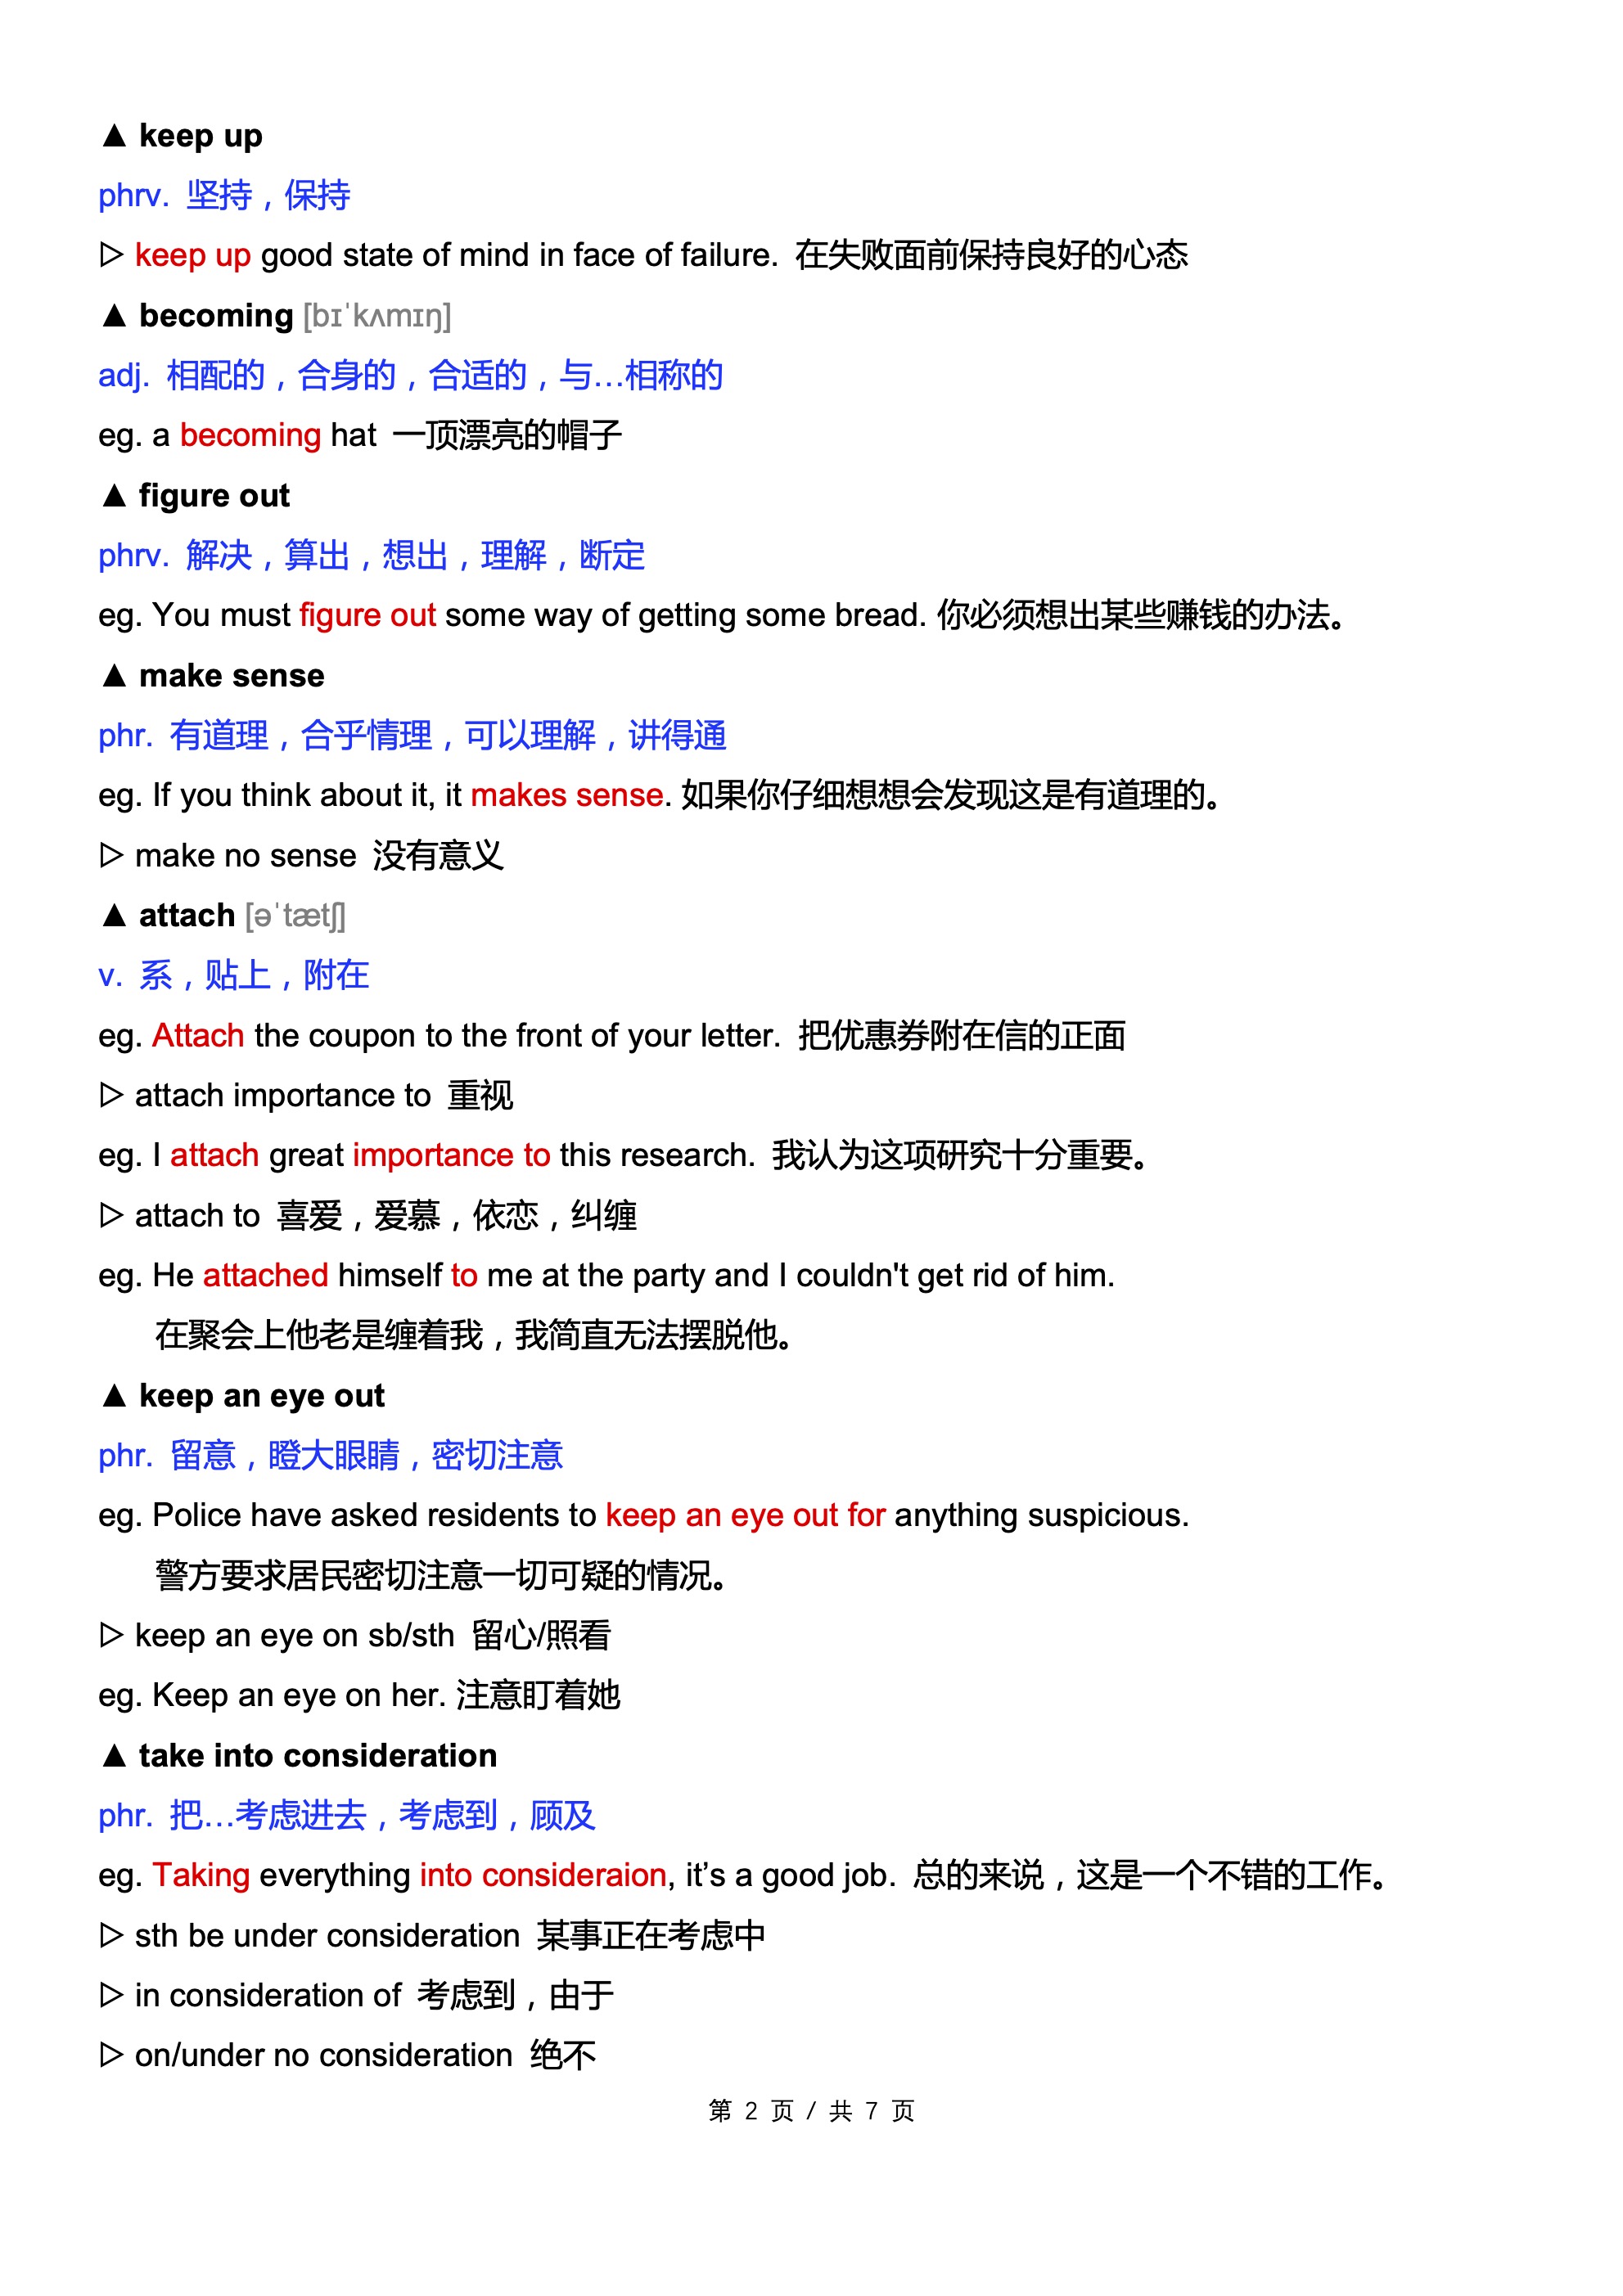 ▲ keep up
phrv. 坚持，保持
▷ keep up good state of mind in face of failure. 在失败面前保持良好的心态
▲ becoming [bɪˈkʌmɪŋ]
adj. 相配的，合身的，合适的，与…相称的
eg. a becoming hat 一顶漂亮的帽子
▲ figure out
phrv. 解决，算出，想出，理解，断定
eg. You must figure out some way of getting some bread. 你必须想出某些赚钱的办法。
▲ make sense
phr. 有道理，合乎情理，可以理解，讲得通
eg. If you think about it, it makes sense. 如果你仔细想想会发现这是有道理的。
▷ make no sense 没有意义
▲ attach [əˈtætʃ]
v. 系，贴上，附在
eg. Attach the coupon to the front of your letter. 把优惠券附在信的正面
▷ attach importance to 重视
eg. I attach great importance to this research. 我认为这项研究十分重要。
▷ attach to 喜爱，爱慕，依恋，纠缠
eg. He attached himself to me at the party and I couldn't get rid of him.
在聚会上他老是缠着我，我简直无法摆脱他。
▲ keep an eye out
phr. 留意，瞪大眼睛，密切注意
eg. Police have asked residents to keep an eye out for anything suspicious.
警方要求居民密切注意一切可疑的情况。
▷ keep an eye on sb/sth 留心/照看
eg. Keep an eye on her. 注意盯着她
▲ take into consideration
phr. 把…考虑进去，考虑到，顾及
eg. Taking everything into consideraion, it’s a good job. 总的来说，这是一个不错的工作。
▷ sth be under consideration 某事正在考虑中
▷ in consideration of 考虑到，由于
▷ on/under no consideration 绝不
第 2 页 / 共 7 页